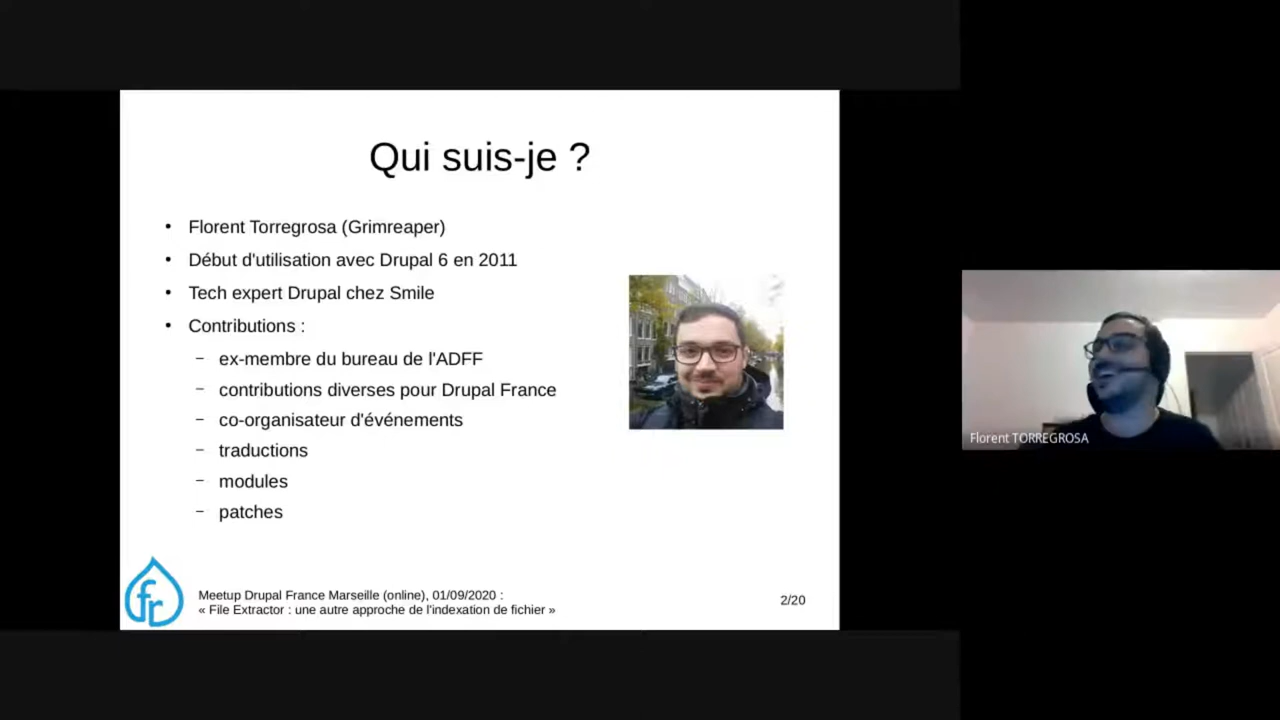 Qui suis-je ?
• Florent Torregrosa (Grimreaper)
• Début d'utilisation avec Drupal 6 en 2011
• Tech expert Drupal chez Smile
• Contributions :
– ex-membre du bureau de l'ADFF
– contributions diverses pour Drupal France
– co-organisateur d'événements
– traductions
– modules
– patches
Florent TORREGROSA
fr
Meetup Drupal France Marseille (online), 01/09/2020 :
« File Extractor : une autre approche de l'indexation de fichier »
2/20